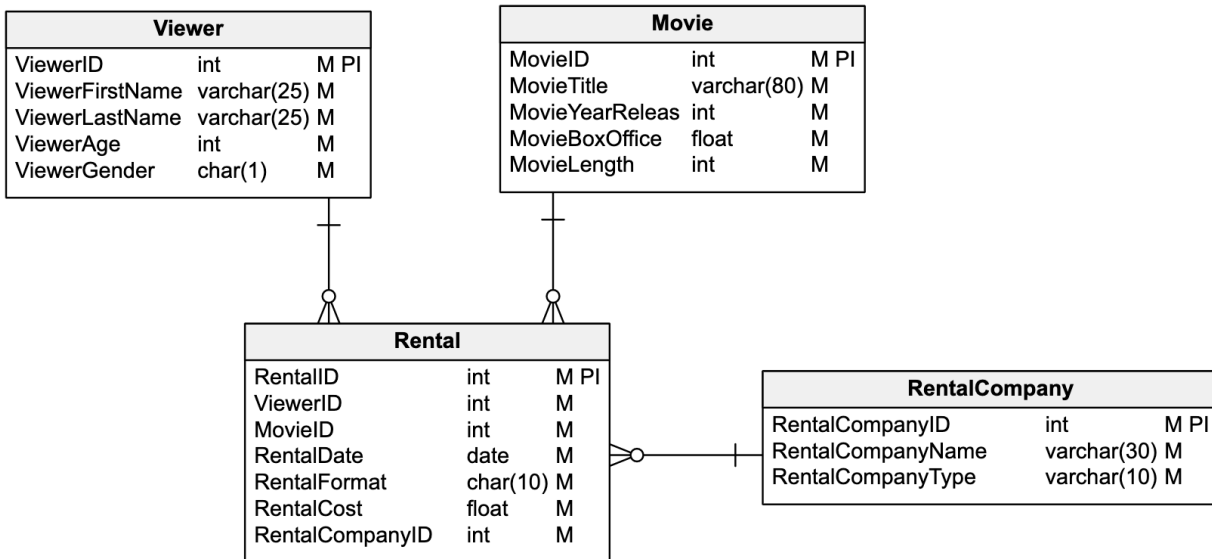 Viewer
ViewerID int M PI
ViewerFirstName varchar(25) M
ViewerLastName varchar(25) M
ViewerAge int M
ViewerGender char(1) M
Movie
MovieID int M PI
MovieTitle varchar(80) M
MovieYearReleas int M
MovieBoxOffice float M
MovieLength int M
Rental
RentalID int M PI
ViewerID int M
MovieID int M
RentalDate date M
RentalFormat char(10) M
RentalCost float M
RentalCompanyID int M
RentalCompany
RentalCompanyID int M PI
RentalCompanyName varchar(30) M
RentalCompanyType varchar(10) M